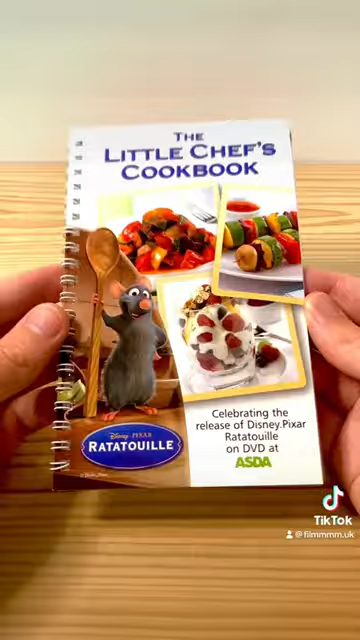 THE
LITTLE CHEF'S
COOKBOOK
Disney·PIXAR
RATATOUILLE
Celebrating the
release of Disney.Pixar
Ratatouille
on DVD at
ASDA
TikTok
@filmmmm.uk